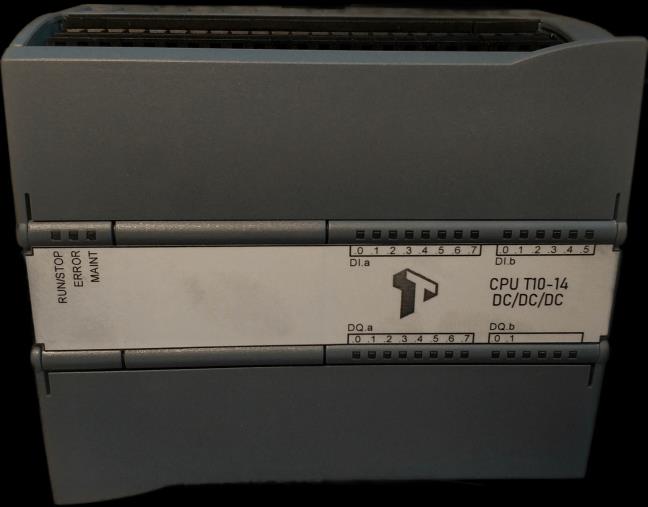 RUN/STOP
ERROR
MAINT
.0 .1 .2 .3 .4 .5 .6 .7
DI.a
.0 .1 .2 .3 .4 .5
DI.b
CPU T10-14
DC/DC/DC
DQ.a
.0 .1 .2 .3 .4 .5 .6 .7
DQ.b
.0 .1